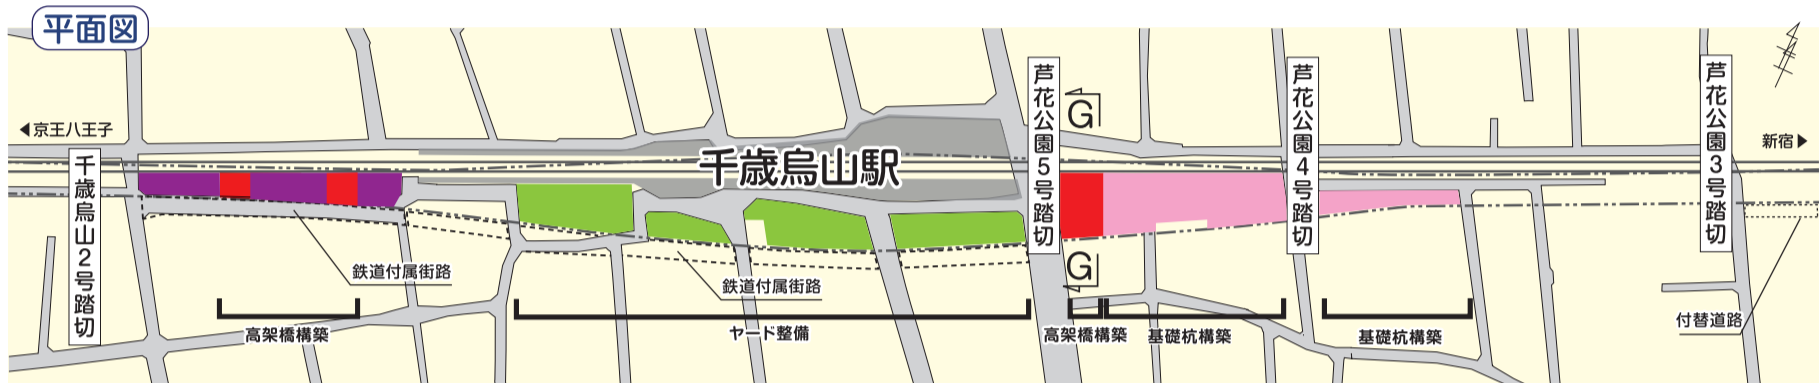 平面図
◀京王八王子
千歳烏山2号踏切
鉄道付属街路
高架橋構築
千歳烏山駅
鉄道付属街路
ヤード整備
芦花公園5号踏切
G
G
高架橋構築
基礎杭構築
芦花公園4号踏切
基礎杭構築
芦花公園3号踏切
新宿▶
付替道路